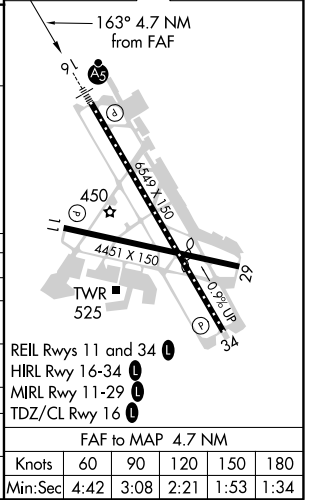 163° 4.7 NM
from FAF
16
A5
P
6549 X 150
450
P
11
4451 X 150
29
0.9% UP
TWR
525
P
34
REIL Rwys 11 and 34 L
HIRL Rwy 16-34 L
MIRL Rwy 11-29 L
TDZ/CL Rwy 16 L
FAF to MAP 4.7 NM
Knots 60 90 120 150 180
Min:Sec 4:42 3:08 2:21 1:53 1:34